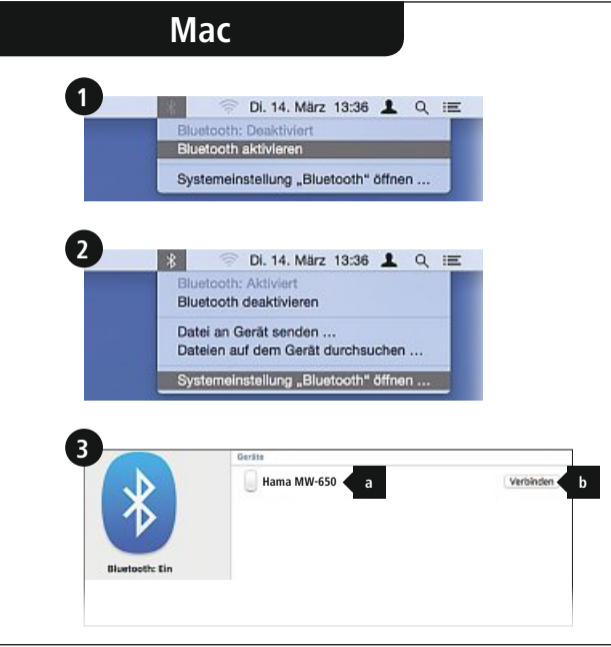 Mac
1
Di. 14. März 13:36
Bluetooth: Deaktiviert
Bluetooth aktivieren
Systemeinstellung „Bluetooth“ öffnen ...
2
Di. 14. März 13:36
Bluetooth: Aktiviert
Bluetooth deaktivieren
Datei an Gerät senden ...
Dateien auf dem Gerät durchsuchen ...
Systemeinstellung „Bluetooth“ öffnen ...
3
Geräte
Hama MW-650 a Verbinden b
Bluetooth: Ein